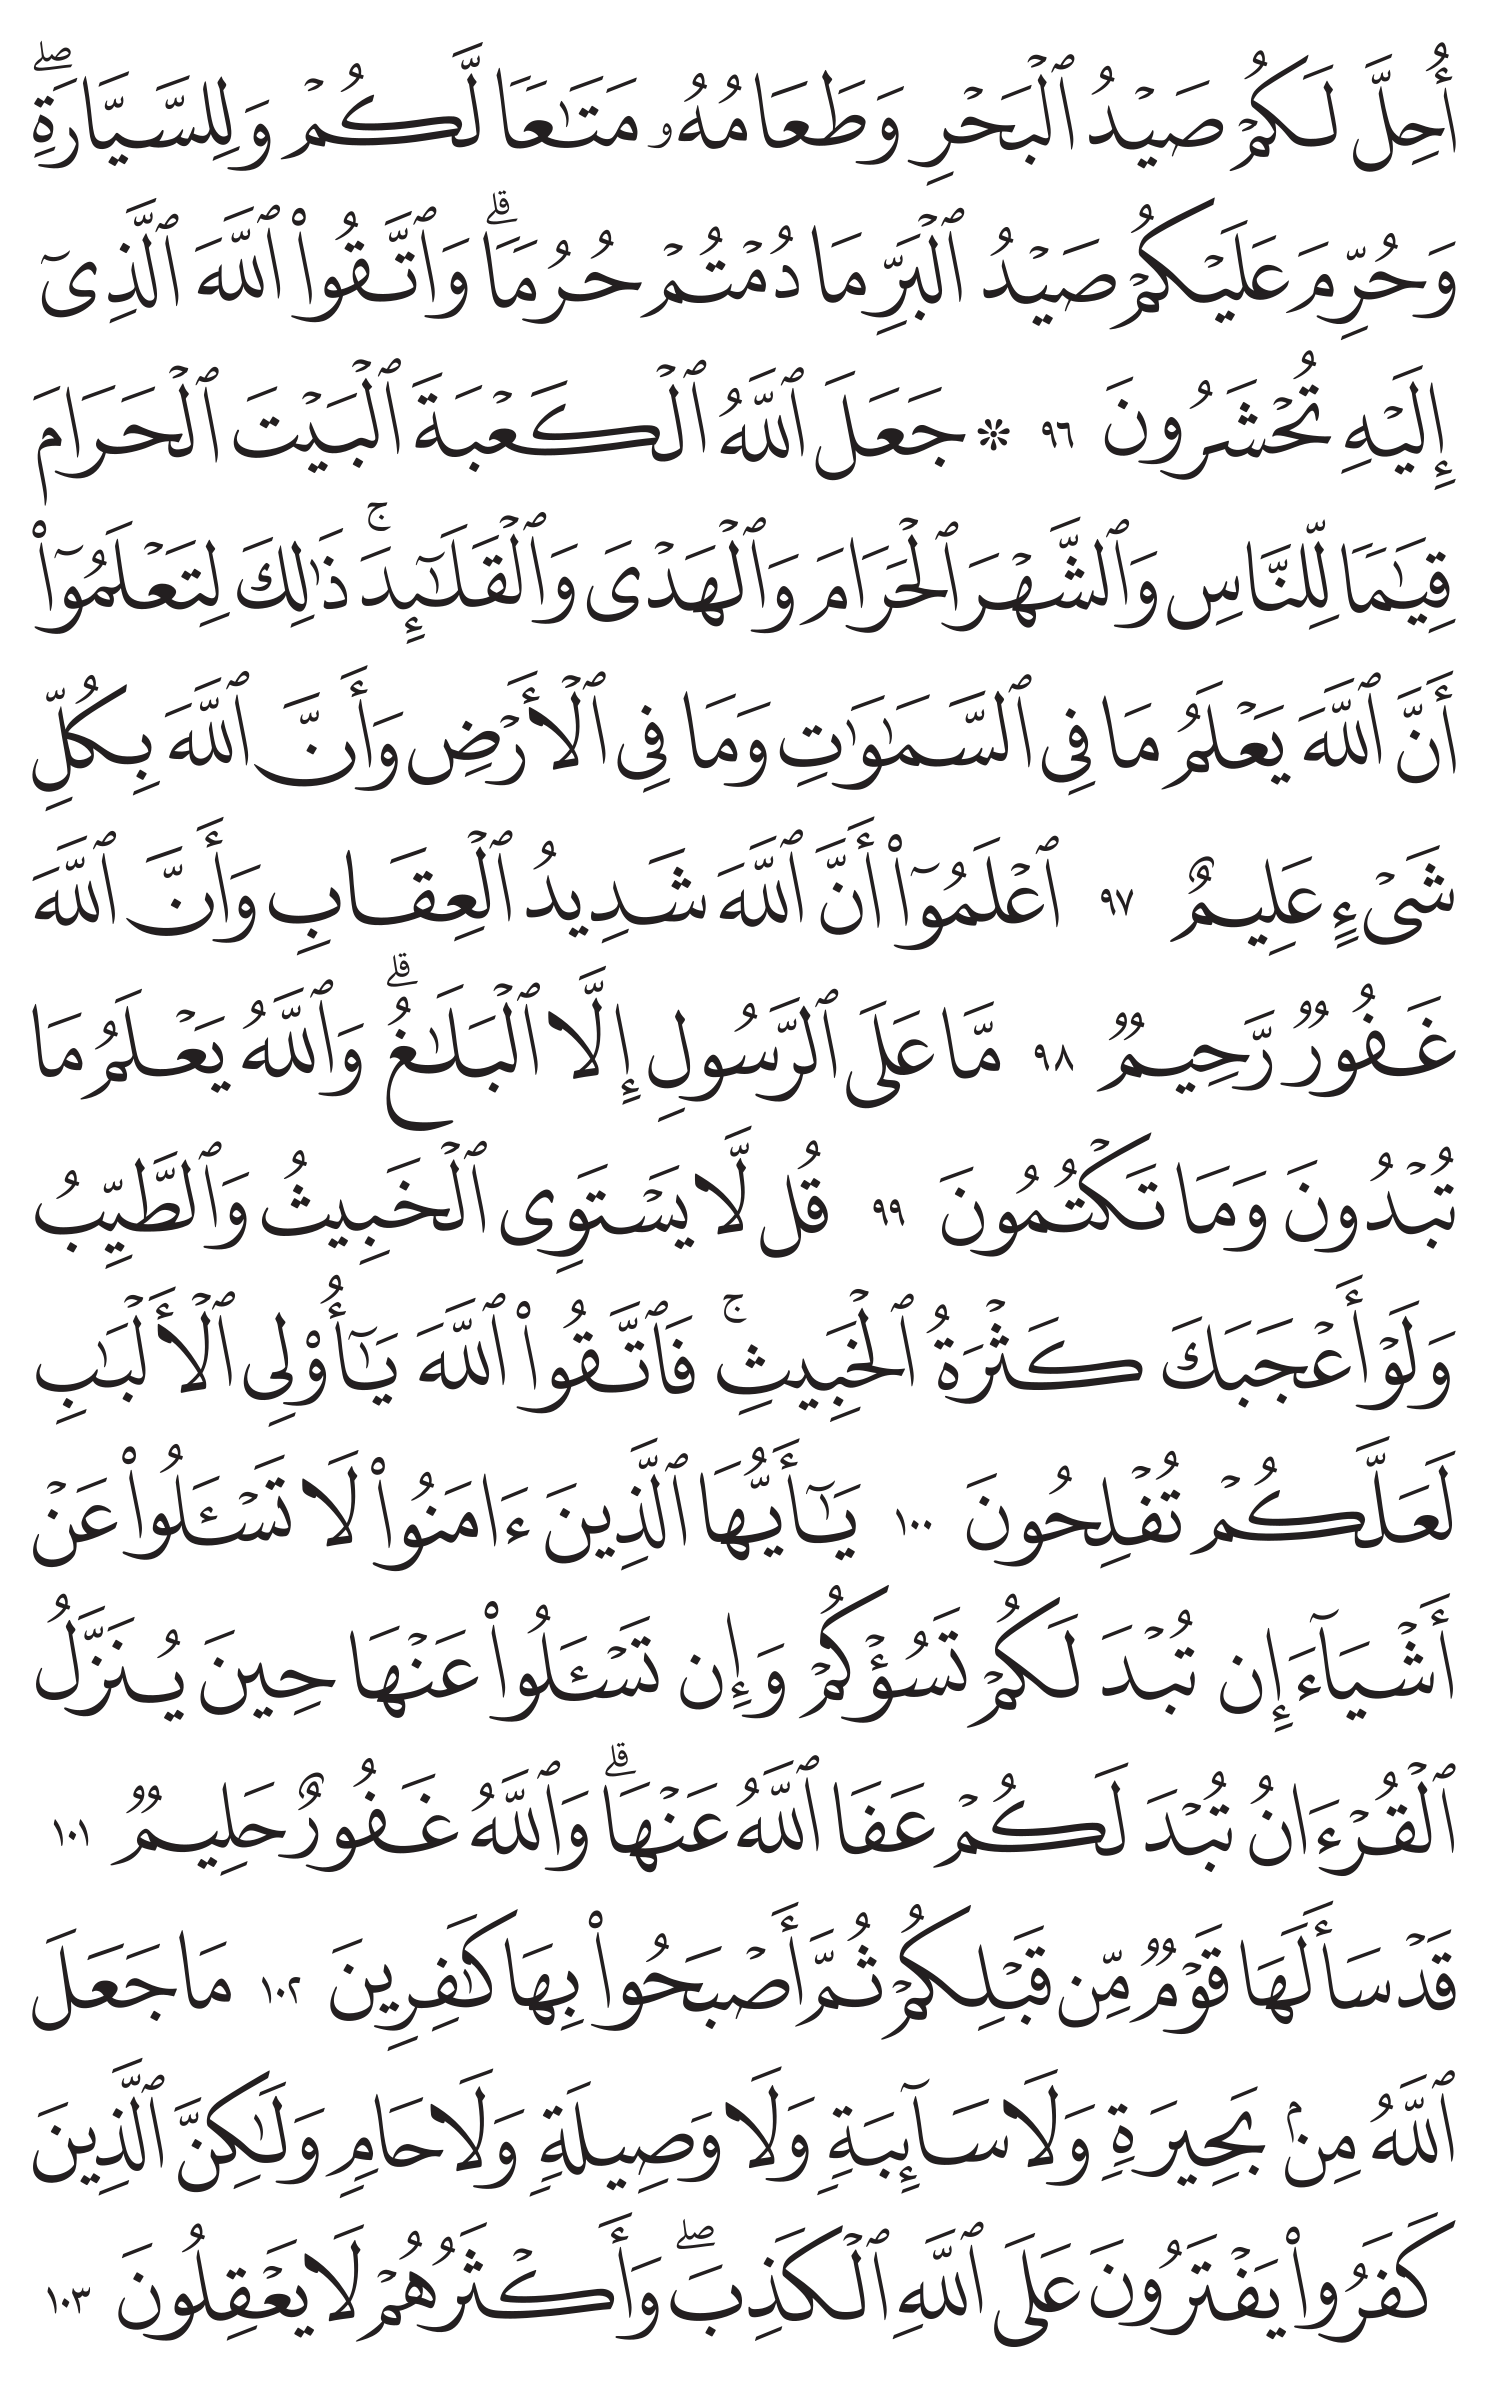 أُحِلَّ لَكُمْ صَيْدُ ٱلْبَحْرِ وَطَعَامُهُۥ مَتَـٰعًا لَّكُمْ وَلِلسَّيَّارَةِ ۖ
وَحُرِّمَ عَلَيْكُمْ صَيْدُ ٱلْبَرِّ مَا دُمْتُمْ حُرُمًا ۗ وَٱتَّقُوا۟ ٱللَّهَ ٱلَّذِىٓ
إِلَيْهِ تُحْشَرُونَ ٩٦ ۞ جَعَلَ ٱللَّهُ ٱلْكَعْبَةَ ٱلْبَيْتَ ٱلْحَرَامَ
قِيَـٰمًا لِّلنَّاسِ وَٱلشَّهْرَ ٱلْحَرَامَ وَٱلْهَدْىَ وَٱلْقَلَـٰٓئِدَ ۚ ذَٰلِكَ لِتَعْلَمُوٓا۟
أَنَّ ٱللَّهَ يَعْلَمُ مَا فِى ٱلسَّمَـٰوَٰتِ وَمَا فِى ٱلْأَرْضِ وَأَنَّ ٱللَّهَ بِكُلِّ
شَىْءٍ عَلِيمٌ ٩٧ ٱعْلَمُوٓا۟ أَنَّ ٱللَّهَ شَدِيدُ ٱلْعِقَابِ وَأَنَّ ٱللَّهَ
غَفُورٌ رَّحِيمٌ ٩٨ مَّا عَلَى ٱلرَّسُولِ إِلَّا ٱلْبَلَـٰغُ ۗ وَٱللَّهُ يَعْلَمُ مَا
تُبْدُونَ وَمَا تَكْتُمُونَ ٩٩ قُل لَّا يَسْتَوِى ٱلْخَبِيثُ وَٱلطَّيِّبُ
وَلَوْ أَعْجَبَكَ كَثْرَةُ ٱلْخَبِيثِ ۚ فَٱتَّقُوا۟ ٱللَّهَ يَـٰٓأُو۟لِى ٱلْأَلْبَـٰبِ
لَعَلَّكُمْ تُفْلِحُونَ ١٠٠ يَـٰٓأَيُّهَا ٱلَّذِينَ ءَامَنُوا۟ لَا تَسْـَٔلُوا۟ عَنْ
أَشْيَآءَ إِن تُبْدَ لَكُمْ تَسُؤْكُمْ وَإِن تَسْـَٔلُوا۟ عَنْهَا حِينَ يُنَزَّلُ
ٱلْقُرْءَانُ تُبْدَ لَكُمْ عَفَا ٱللَّهُ عَنْهَا ۗ وَٱللَّهُ غَفُورٌ حَلِيمٌ ١٠١
قَدْ سَأَلَهَا قَوْمٌ مِّن قَبْلِكُمْ ثُمَّ أَصْبَحُوا۟ بِهَا كَـٰفِرِينَ ١٠٢ مَا جَعَلَ
ٱللَّهُ مِنۢ بَحِيرَةٍ وَلَا سَآئِبَةٍ وَلَا وَصِيلَةٍ وَلَا حَامٍ وَلَـٰكِنَّ ٱلَّذِينَ
كَفَرُوا۟ يَفْتَرُونَ عَلَى ٱللَّهِ ٱلْكَذِبَ ۖ وَأَكْثَرُهُمْ لَا يَعْقِلُونَ ١٠٣